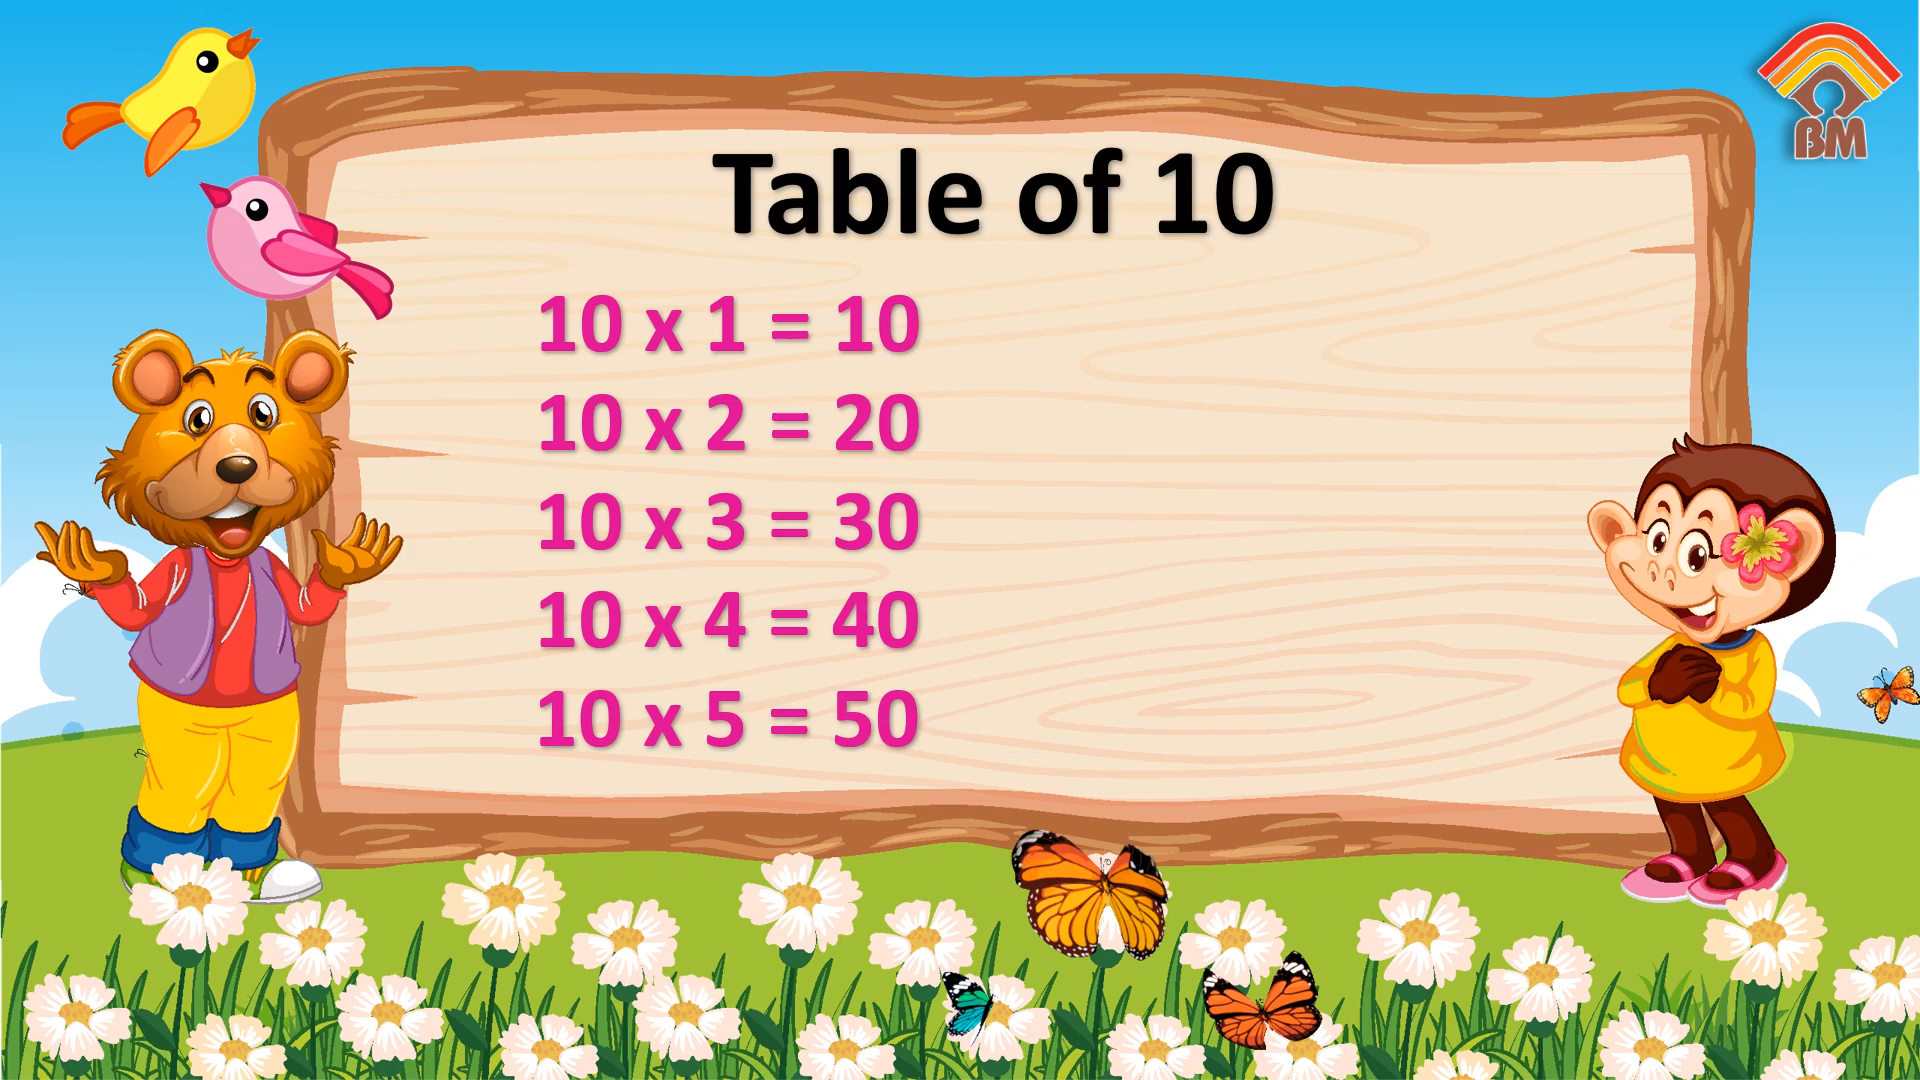 BM
Table of 10
10 x 1 = 10
10 x 2 = 20
10 x 3 = 30
10 x 4 = 40
10 x 5 = 50